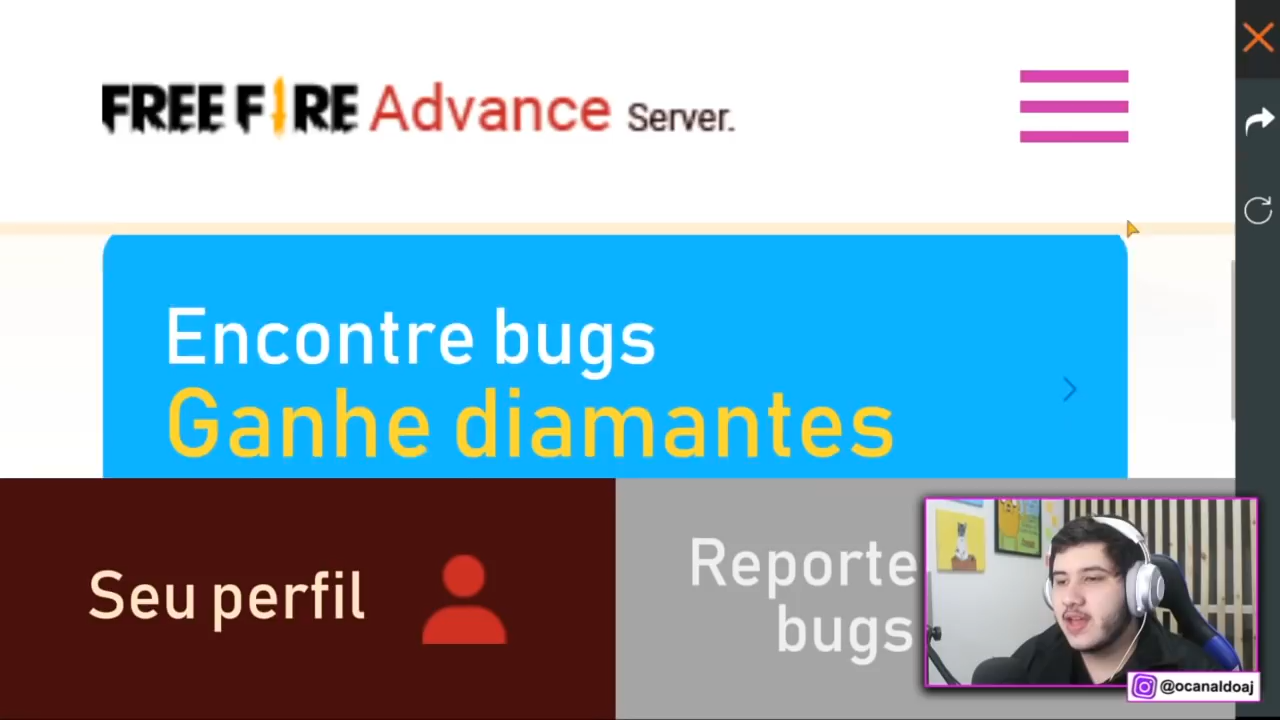 FREE FIRE Advance Server.
Encontre bugs
Ganhe diamantes
Seu perfil
Reporte
bugs
@ocanaldoaj